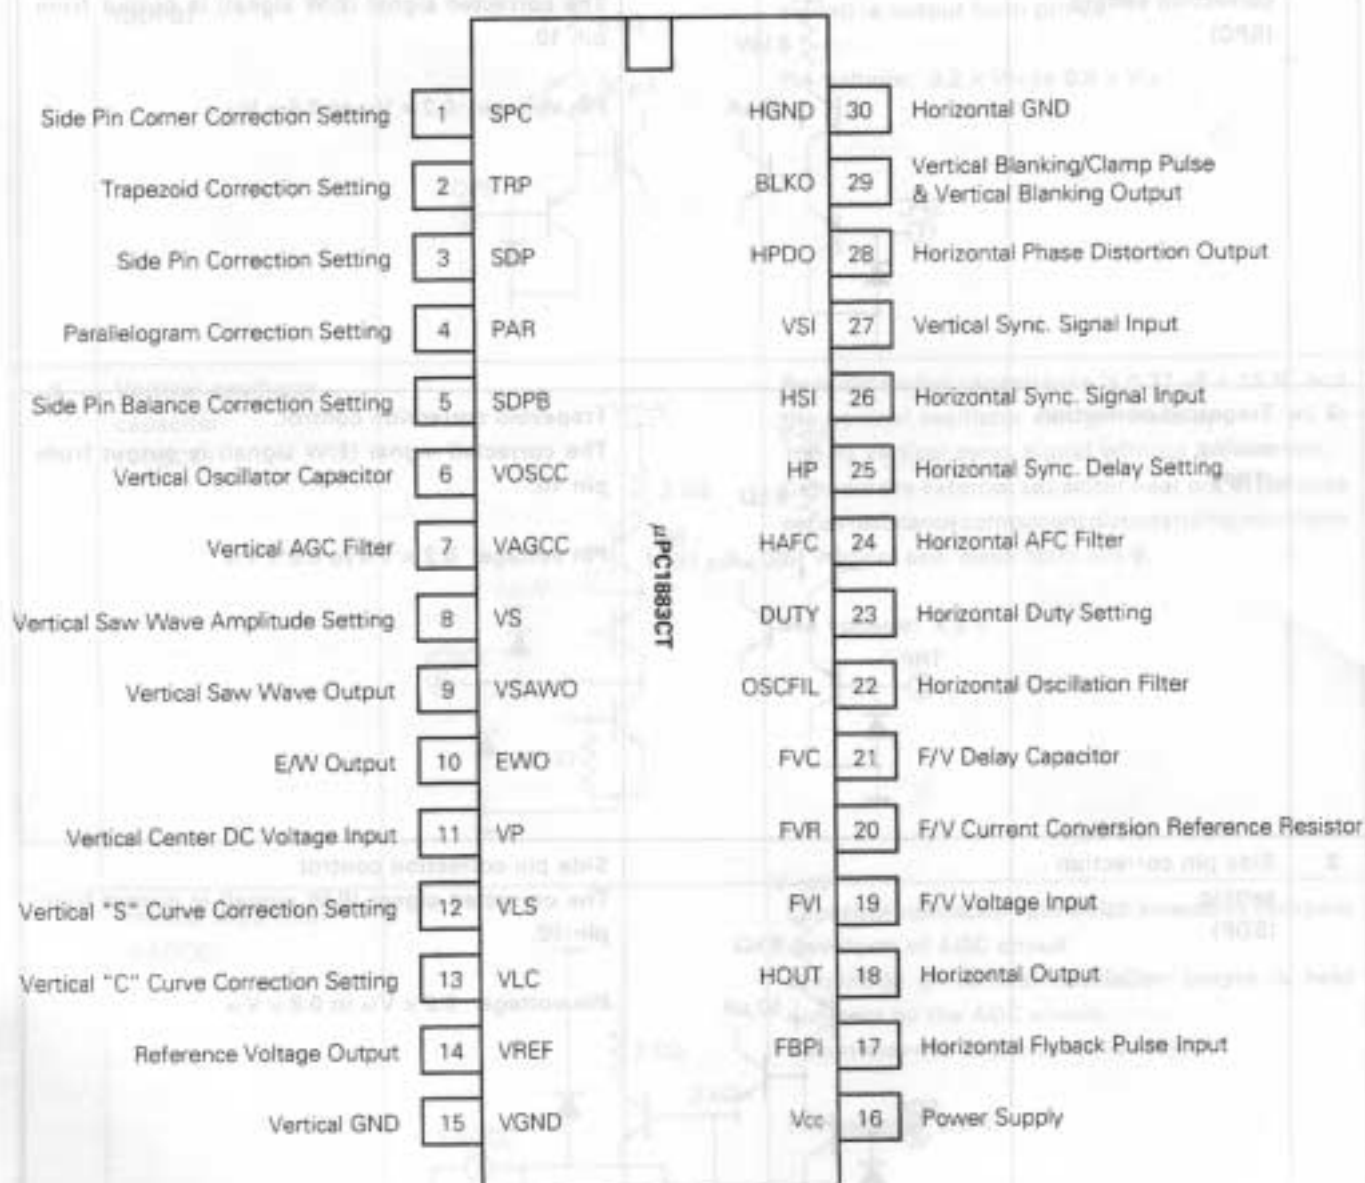 Side Pin Corner Correction Setting 1 SPC
Trapezoid Correction Setting 2 TRP
Side Pin Correction Setting 3 SDP
Parallelogram Correction Setting 4 PAR
Side Pin Balance Correction Setting 5 SDPB
Vertical Oscillator Capacitor 6 VOSCC
Vertical AGC Filter 7 VAGCC
Vertical Saw Wave Amplitude Setting 8 VS
Vertical Saw Wave Output 9 VSAWO
E/W Output 10 EWO
Vertical Center DC Voltage Input 11 VP
Vertical "S" Curve Correction Setting 12 VLS
Vertical "C" Curve Correction Setting 13 VLC
Reference Voltage Output 14 VREF
Vertical GND 15 VGND
µPC1883CT
HGND 30 Horizontal GND
BLKO 29 Vertical Blanking/Clamp Pulse
& Vertical Blanking Output
HPDO 28 Horizontal Phase Distortion Output
VSI 27 Vertical Sync. Signal Input
HSI 26 Horizontal Sync. Signal Input
HP 25 Horizontal Sync. Delay Setting
HAFC 24 Horizontal AFC Filter
DUTY 23 Horizontal Duty Setting
OSCFIL 22 Horizontal Oscillation Filter
FVC 21 F/V Delay Capacitor
FVR 20 F/V Current Conversion Reference Resistor
FVI 19 F/V Voltage Input
HOUT 18 Horizontal Output
FBPI 17 Horizontal Flyback Pulse Input
Vcc 16 Power Supply